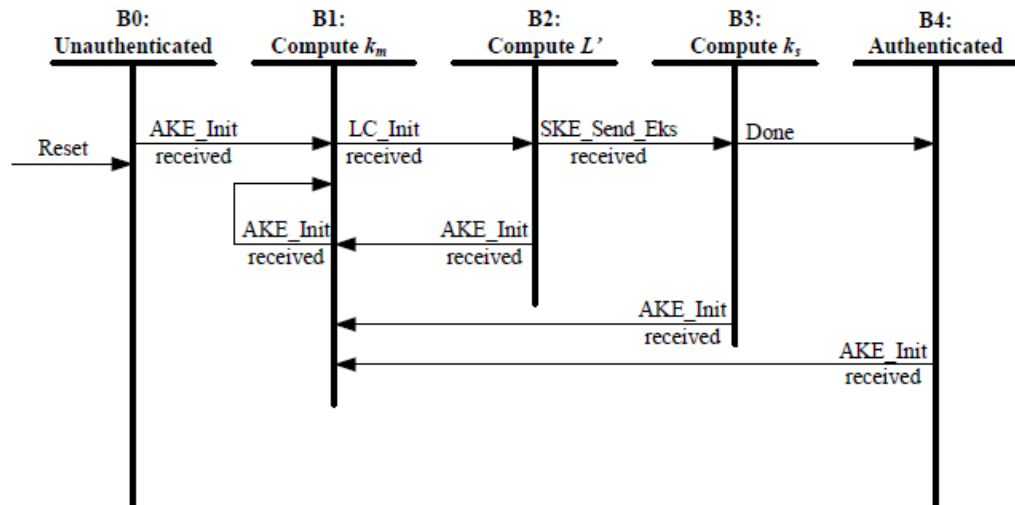 B0:
Unauthenticated
B1:
Compute km
B2:
Compute L’
B3:
Compute ks
B4:
Authenticated
Reset
AKE_Init
received
LC_Init
received
SKE_Send_Eks
received
Done
AKE_Init
received
AKE_Init
received
AKE_Init
received
AKE_Init
received